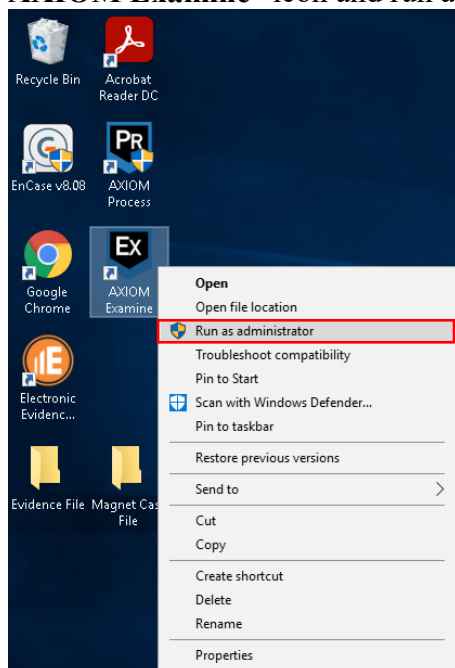 AXIOM Examine" icon and run a
Recycle Bin
Acrobat
Reader DC
EnCase v8.08
PR
AXIOM
Process
Google
Chrome
EX
AXIOM
Examine
Electronic
Evidenc...
Evidence File
Magnet Cas
File
Open
Open file location
Run as administrator
Troubleshoot compatibility
Pin to Start
Scan with Windows Defender...
Pin to taskbar
Restore previous versions
Send to
Cut
Copy
Create shortcut
Delete
Rename
Properties